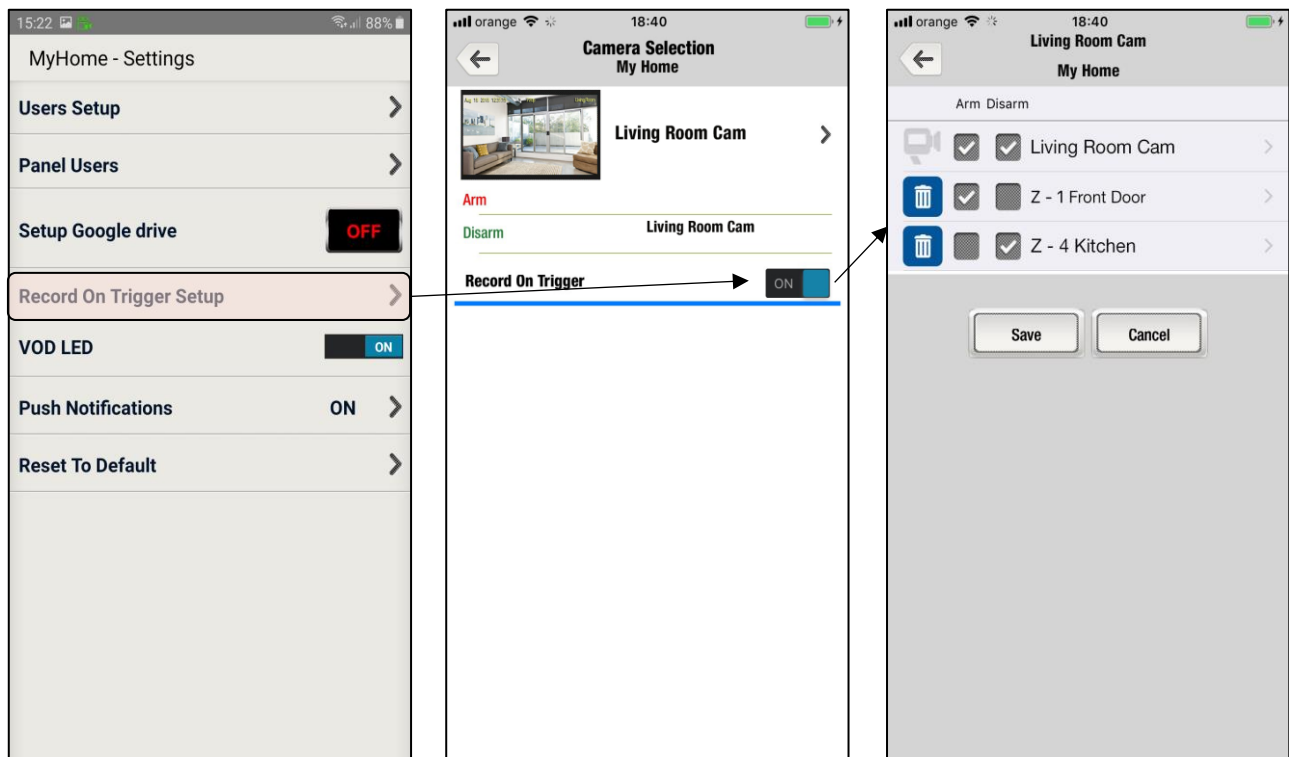 15:22 88%
MyHome - Settings
Users Setup
Panel Users
Setup Google drive OFF
Record On Trigger Setup
VOD LED ON
Push Notifications ON
Reset To Default
orange 18:40
Camera Selection
My Home
Living Room Cam
Arm
Disarm Living Room Cam
Record On Trigger ON
orange 18:40
Living Room Cam
My Home
Arm Disarm
Living Room Cam
Z - 1 Front Door
Z - 4 Kitchen
Save Cancel